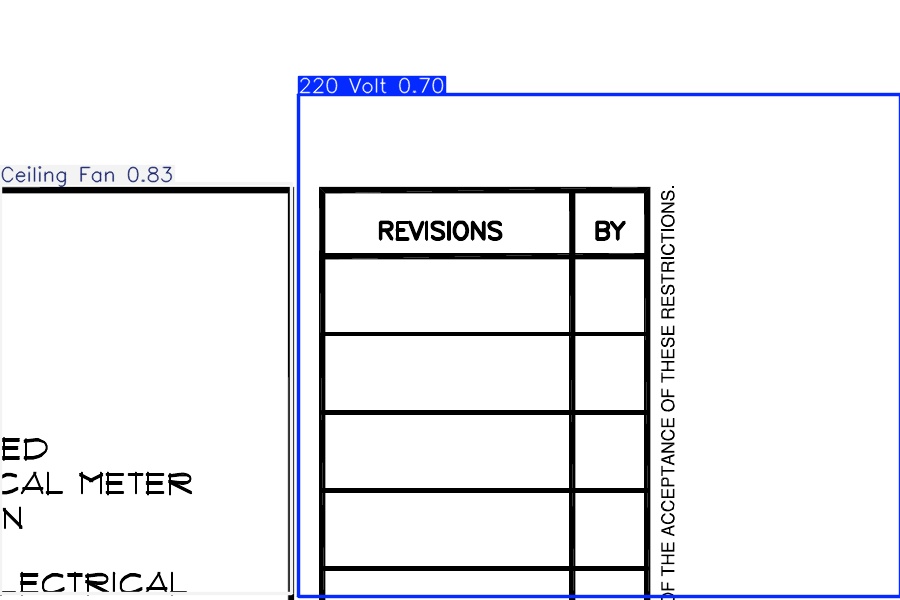 220 Volt 0.70
Ceiling Fan 0.83
REVISIONS BY
ED
CAL METER
N
LECTRICAL
OF THE ACCEPTANCE OF THESE RESTRICTIONS.